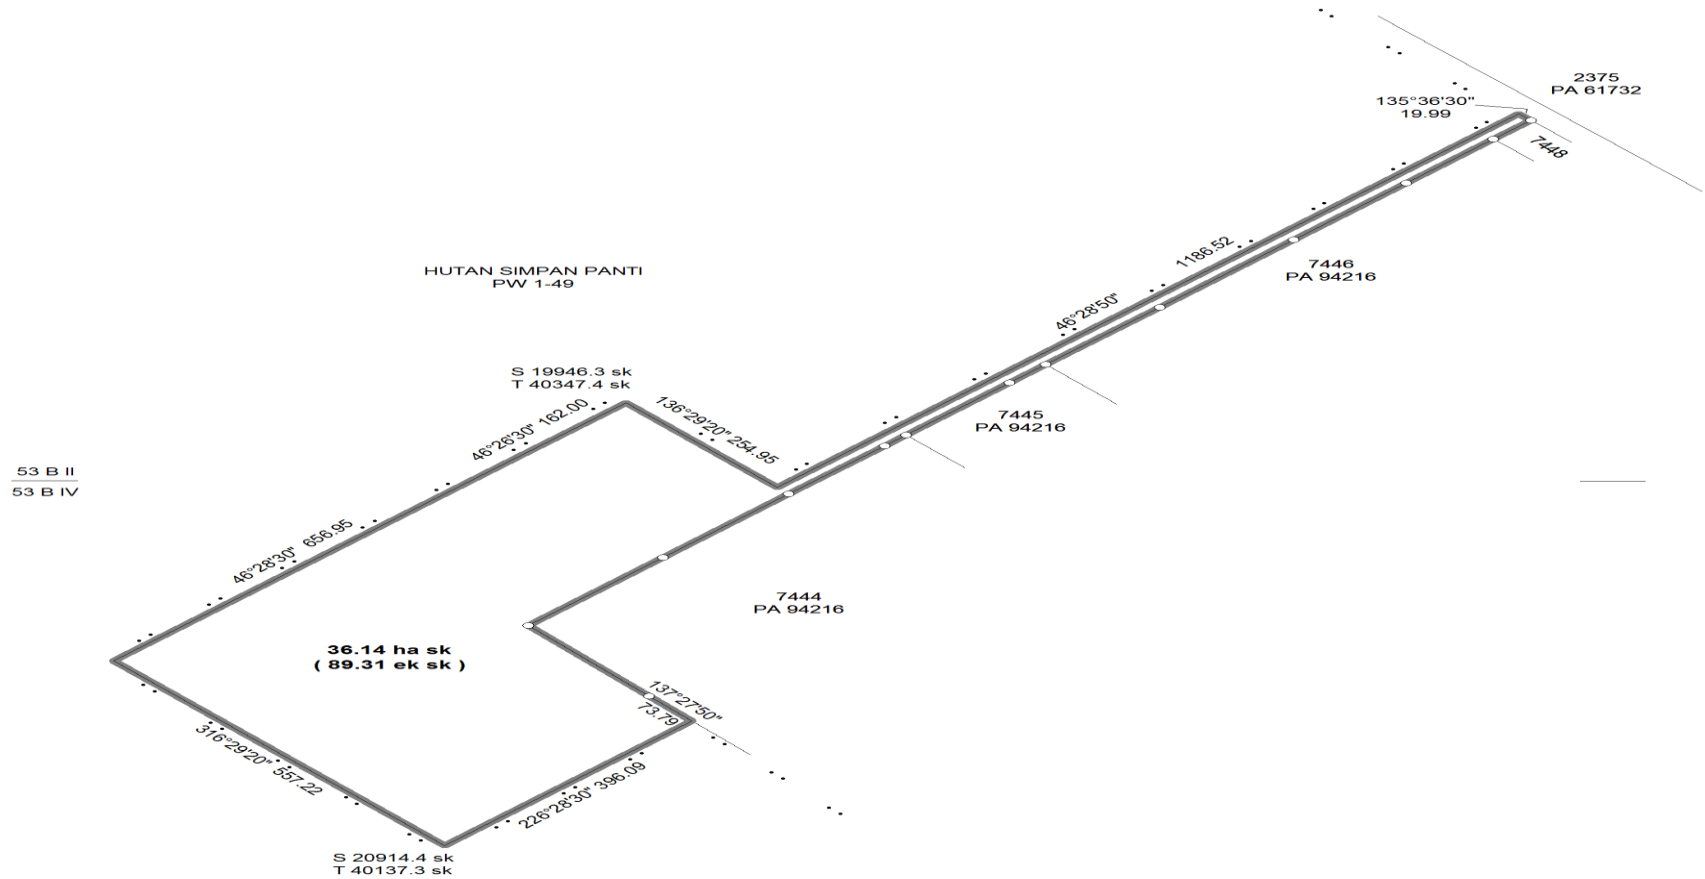 2375
PA 61732
135°36'30"
19.99
7448
1186.52
7446
PA 94216
HUTAN SIMPAN PANTI
PW 1-49
46°28'50"
S 19946.3 sk
T 40347.4 sk
46°26'30" 162.00
136°29'20" 254.95
7445
PA 94216
53 B II
53 B IV
46°28'30" 656.95
7444
PA 94216
36.14 ha sk
( 89.31 ek sk )
137°27'50"
73.79
316°29'20" 557.22
226°28'30" 396.09
S 20914.4 sk
T 40137.3 sk